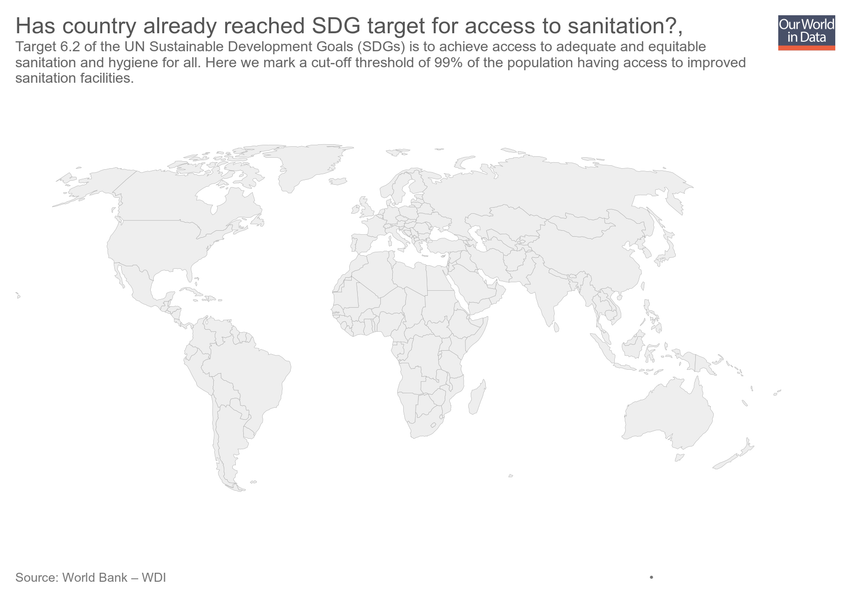 Has country already reached SDG target for access to sanitation?,
Our World
in Data
Target 6.2 of the UN Sustainable Development Goals (SDGs) is to achieve access to adequate and equitable
sanitation and hygiene for all. Here we mark a cut-off threshold of 99% of the population having access to improved
sanitation facilities.
Source: World Bank – WDI
•